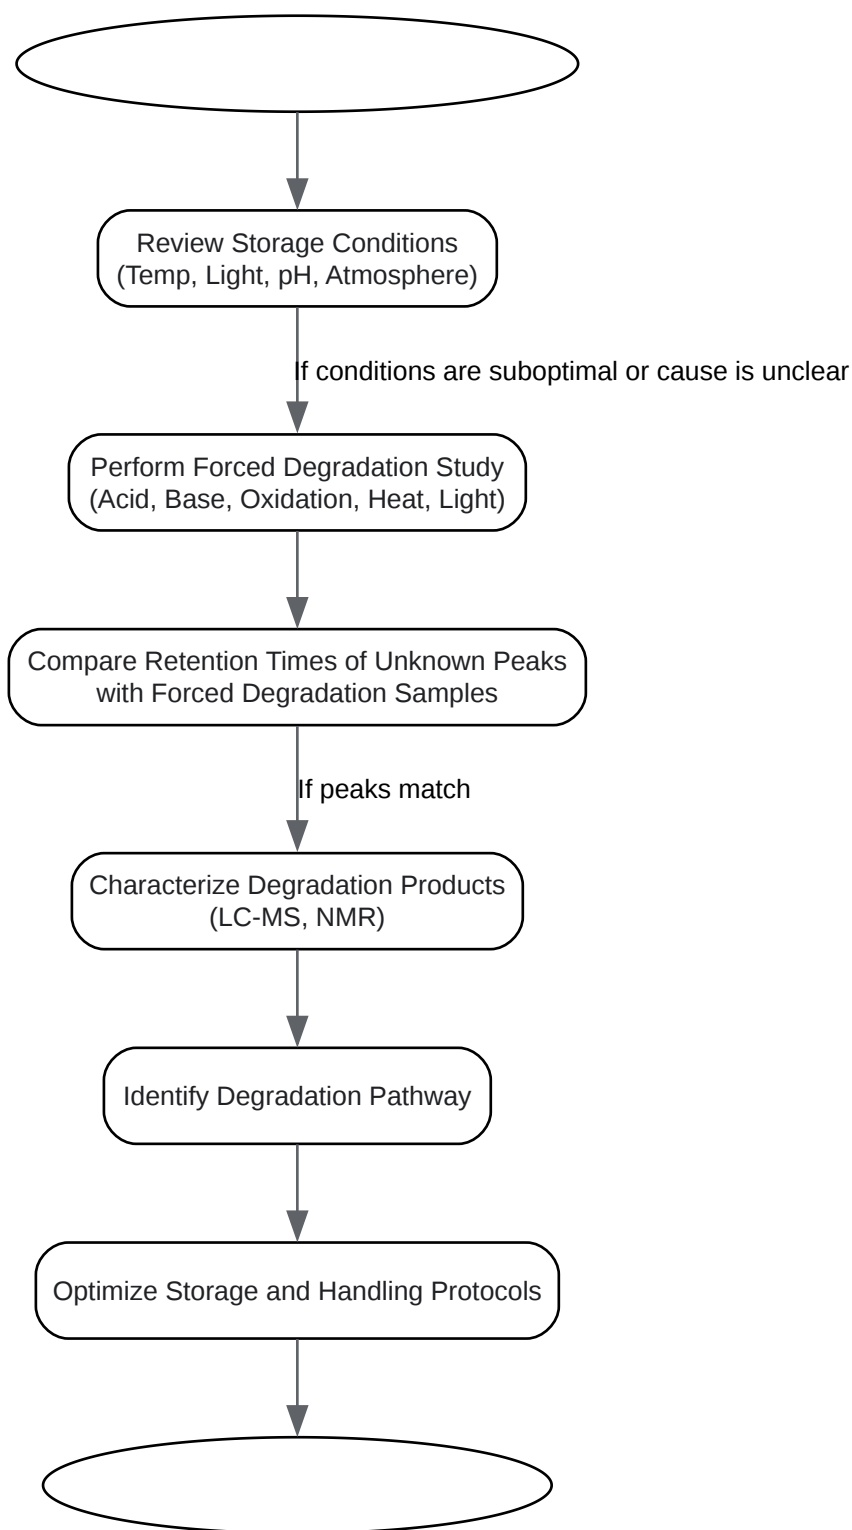 Review Storage Conditions
(Temp, Light, pH, Atmosphere)
If conditions are suboptimal or cause is unclear
Perform Forced Degradation Study
(Acid, Base, Oxidation, Heat, Light)
Compare Retention Times of Unknown Peaks
with Forced Degradation Samples
If peaks match
Characterize Degradation Products
(LC-MS, NMR)
Identify Degradation Pathway
Optimize Storage and Handling Protocols